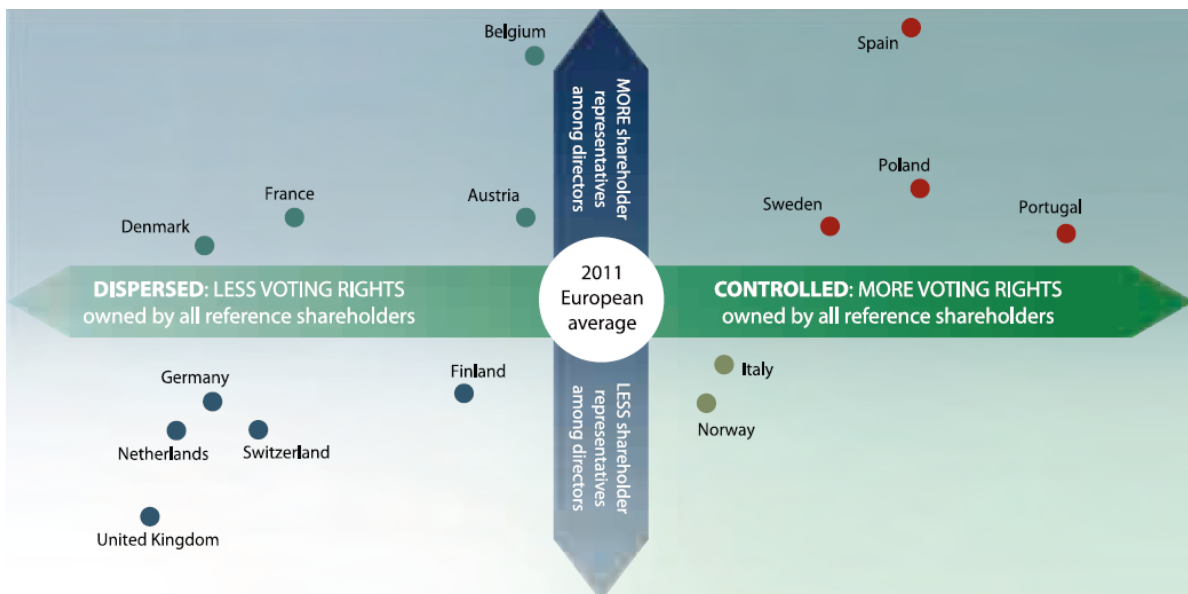 Belgium
Spain
MORE shareholder
representatives
among directors
Poland
France
Austria
Sweden
Portugal
Denmark
DISPERSED: LESS VOTING RIGHTS
owned by all reference shareholders
2011
European
average
CONTROLLED: MORE VOTING RIGHTS
owned by all reference shareholders
Germany
Finland
Italy
LESS shareholder
representatives
among directors
Norway
Netherlands
Switzerland
United Kingdom